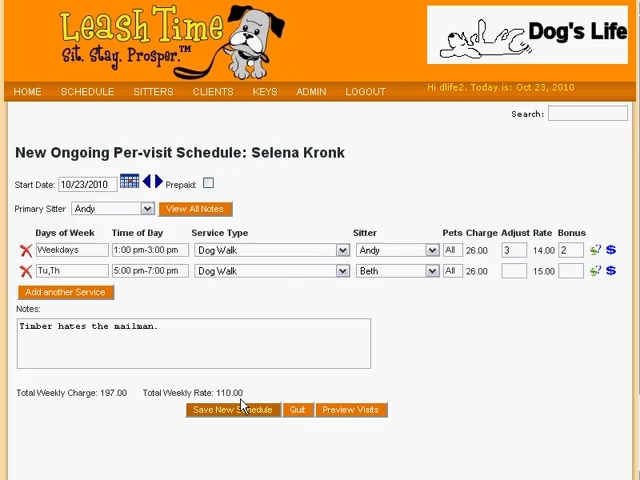 LeashTime
Sit. Stay. Prosper.™
Dog's Life
HOME SCHEDULE SITTERS CLIENTS KEYS ADMIN LOGOUT
Hi dlife2. Today is: Oct 23, 2010
Search:
New Ongoing Per-visit Schedule: Selena Kronk
Start Date: 10/23/2010 Prepaid:
Primary Sitter Andy View All Notes
Days of Week Time of Day Service Type Sitter Pets Charge Adjust Rate Bonus
Weekdays 1:00 pm-3:00 pm Dog Walk Andy All 26.00 3 14.00 2 $ $
Tu,Th 5:00 pm-7:00 pm Dog Walk Beth All 26.00 15.00 $ $
Add another Service
Notes:
Timber hates the mailman.
Total Weekly Charge: 197.00 Total Weekly Rate: 110.00
Save New Schedule Quit Preview Visits